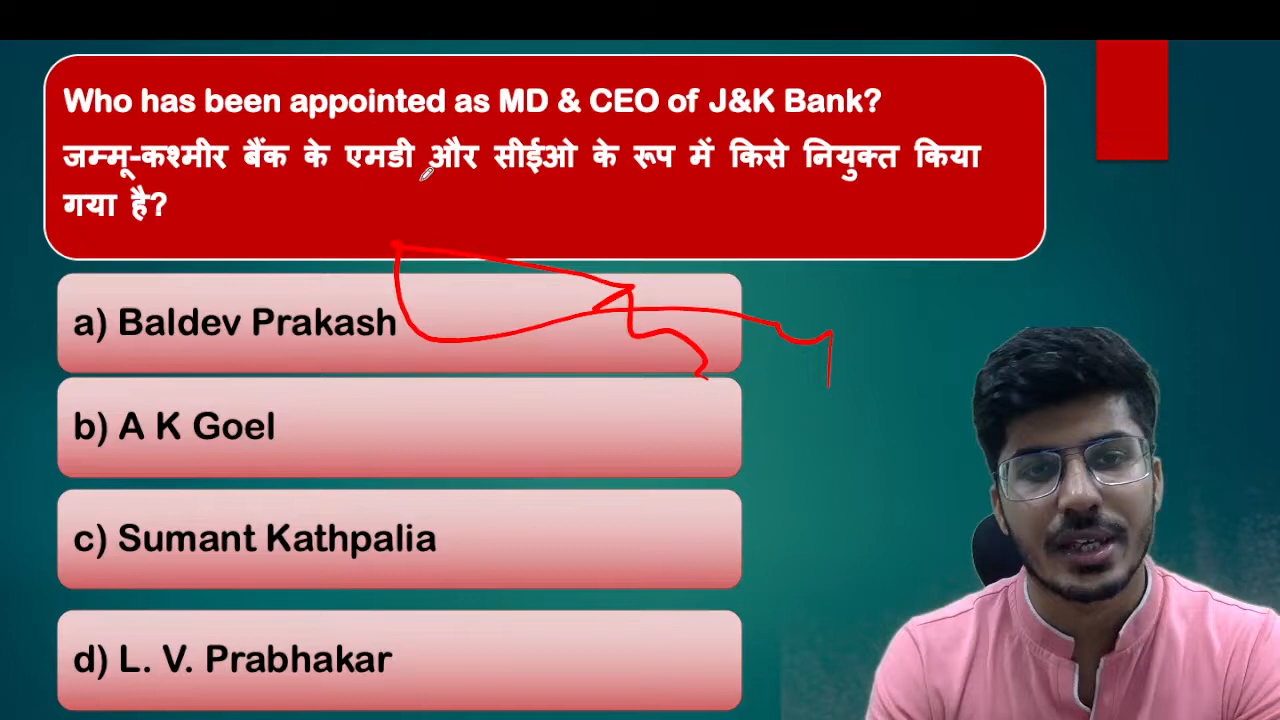 Who has been appointed as MD & CEO of J&K Bank?
जम्मू-कश्मीर बैंक के एमडी और सीईओ के रूप में किसे नियुक्त किया
गया है?
a) Baldev Prakash
b) A K Goel
c) Sumant Kathpalia
d) L. V. Prabhakar